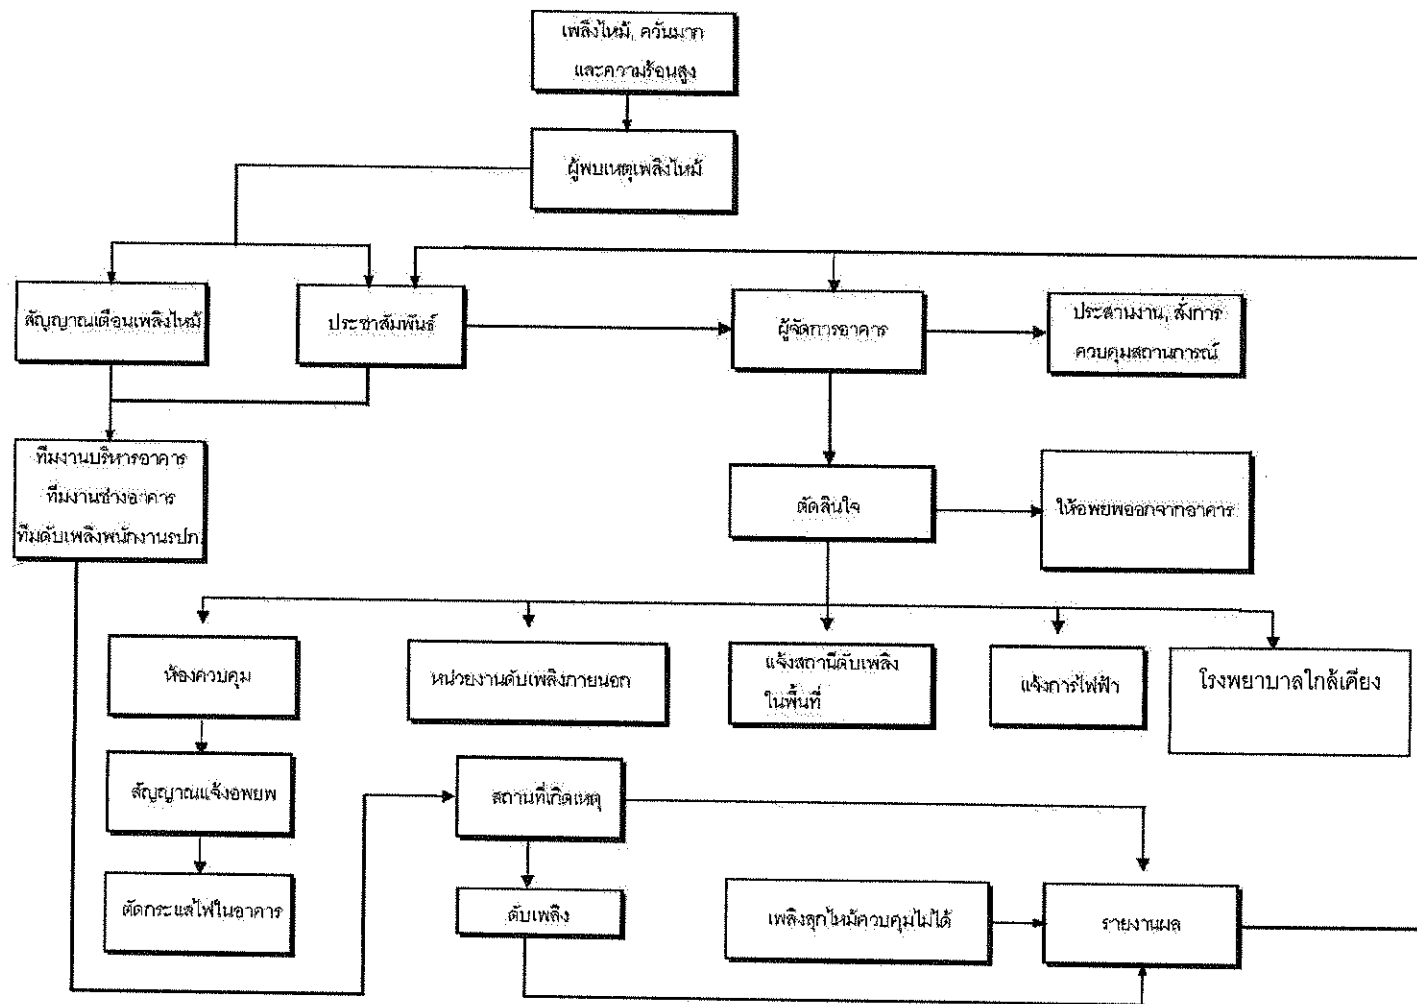 เพลิงไหม้, ควันมาก
และความร้อนสูง
ผู้พบเหตุเพลิงไหม้
สัญญาณเตือนเพลิงไหม้
ประชาสัมพันธ์
ผู้จัดการอาคาร
ประสานงาน, สั่งการ
ควบคุมสถานการณ์
ทีมงานบริหารอาคาร
ทีมงานช่างอาคาร
ทีมดับเพลิงพนักงานรปภ.
ตัดสินใจ
ให้อพยพออกจากอาคาร
ห้องควบคุม
หน่วยงานดับเพลิงภายนอก
แจ้งสถานีดับเพลิง
ในพื้นที่
แจ้งการไฟฟ้า
โรงพยาบาลใกล้เคียง
สัญญาณแจ้งอพยพ
สถานที่เกิดเหตุ
ตัดกระแสไฟในอาคาร
ดับเพลิง
เพลิงลุกไหม้ควบคุมไม่ได้
รายงานผล